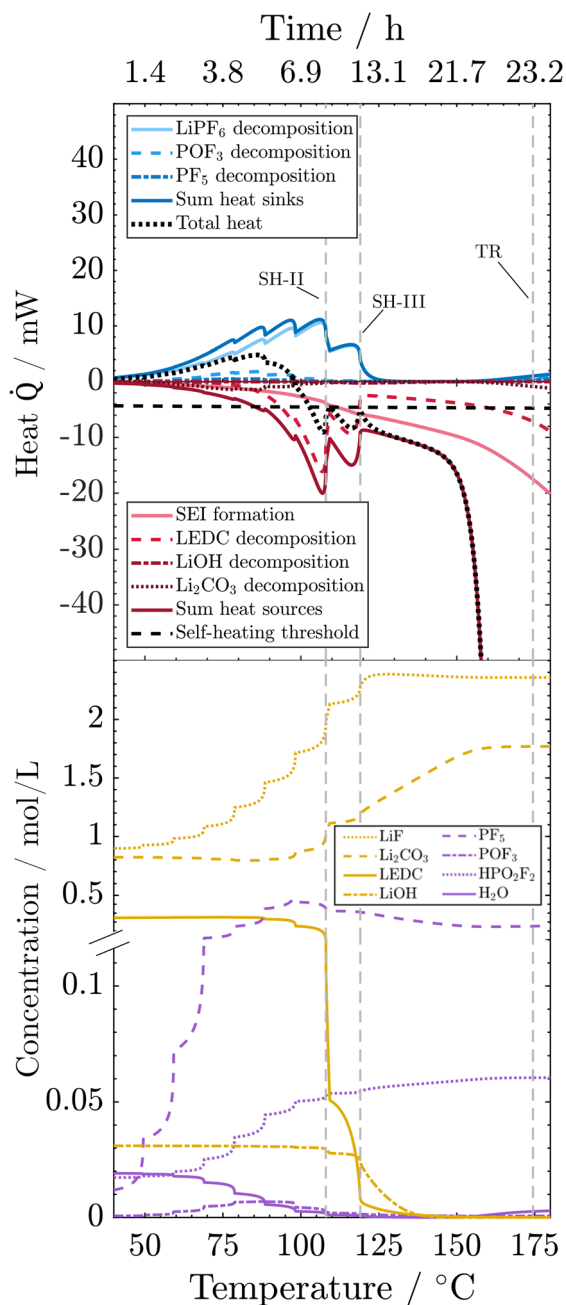 Time / h
1.4 3.8 6.9 13.1 21.7 23.2
LiPF₆ decomposition
POF₃ decomposition
PF₅ decomposition
Sum heat sinks
Total heat
40
30
20
10
0
-10
-20
-30
-40
Heat Q̇ / mW
SH-II
SH-III
TR
SEI formation
LEDC decomposition
LiOH decomposition
Li₂CO₃ decomposition
Sum heat sources
Self-heating threshold
2
1.5
1
0.5
0.1
0.05
0
Concentration / mol/L
LiF
Li₂CO₃
LEDC
LiOH
PF₅
POF₃
HPO₂F₂
H₂O
50 75 100 125 150 175
Temperature / °C